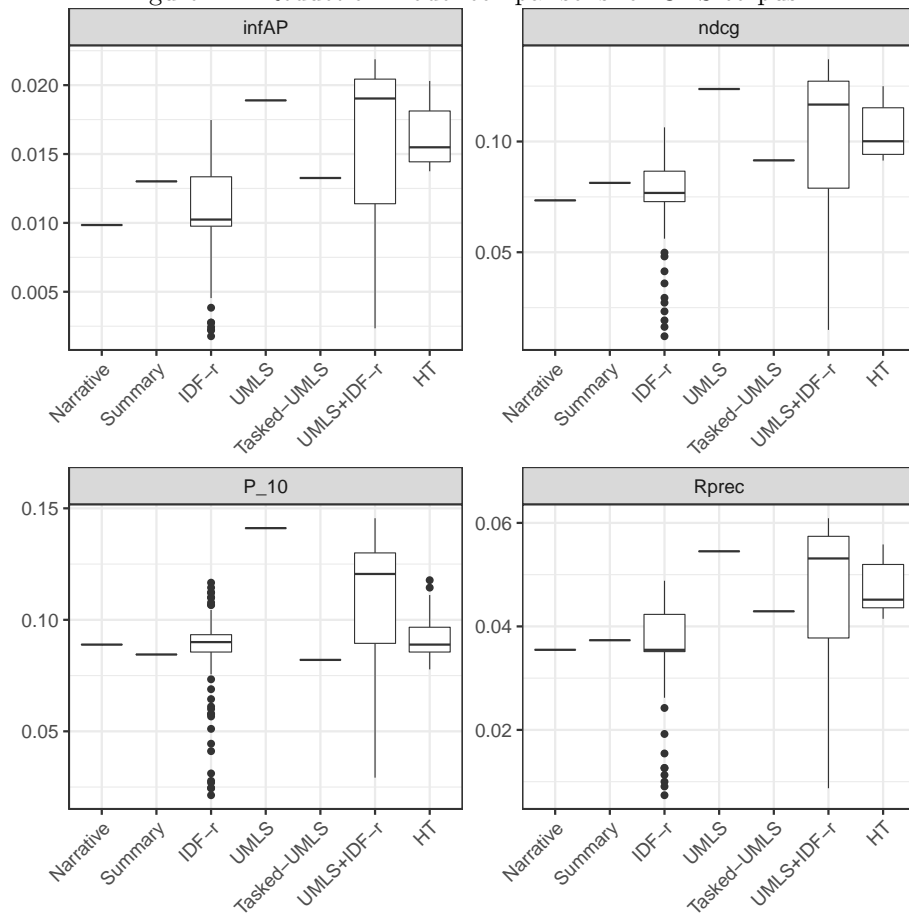 infAP
ndcg
0.020
0.015
0.010
0.005
0.10
0.05
Narrative
Summary
IDF−r
UMLS
Tasked−UMLS
UMLS+IDF−r
HT
Narrative
Summary
IDF−r
UMLS
Tasked−UMLS
UMLS+IDF−r
HT
P_10
Rprec
0.15
0.10
0.05
0.06
0.04
0.02
Narrative
Summary
IDF−r
UMLS
Tasked−UMLS
UMLS+IDF−r
HT
Narrative
Summary
IDF−r
UMLS
Tasked−UMLS
UMLS+IDF−r
HT